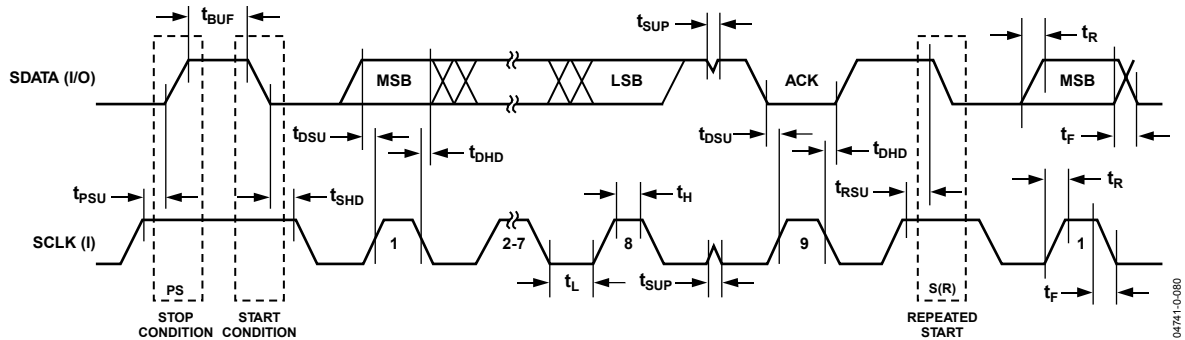 tBUF
tSUP
tR
SDATA (I/O)
MSB
LSB
ACK
MSB
tDSU
tDHD
tDSU
tDHD
tF
tPSU
tSHD
tH
tRSU
tR
SCLK (I)
1
2-7
8
9
1
tL
tSUP
tF
PS
S(R)
STOP CONDITION
START CONDITION
REPEATED START
04741-0-080